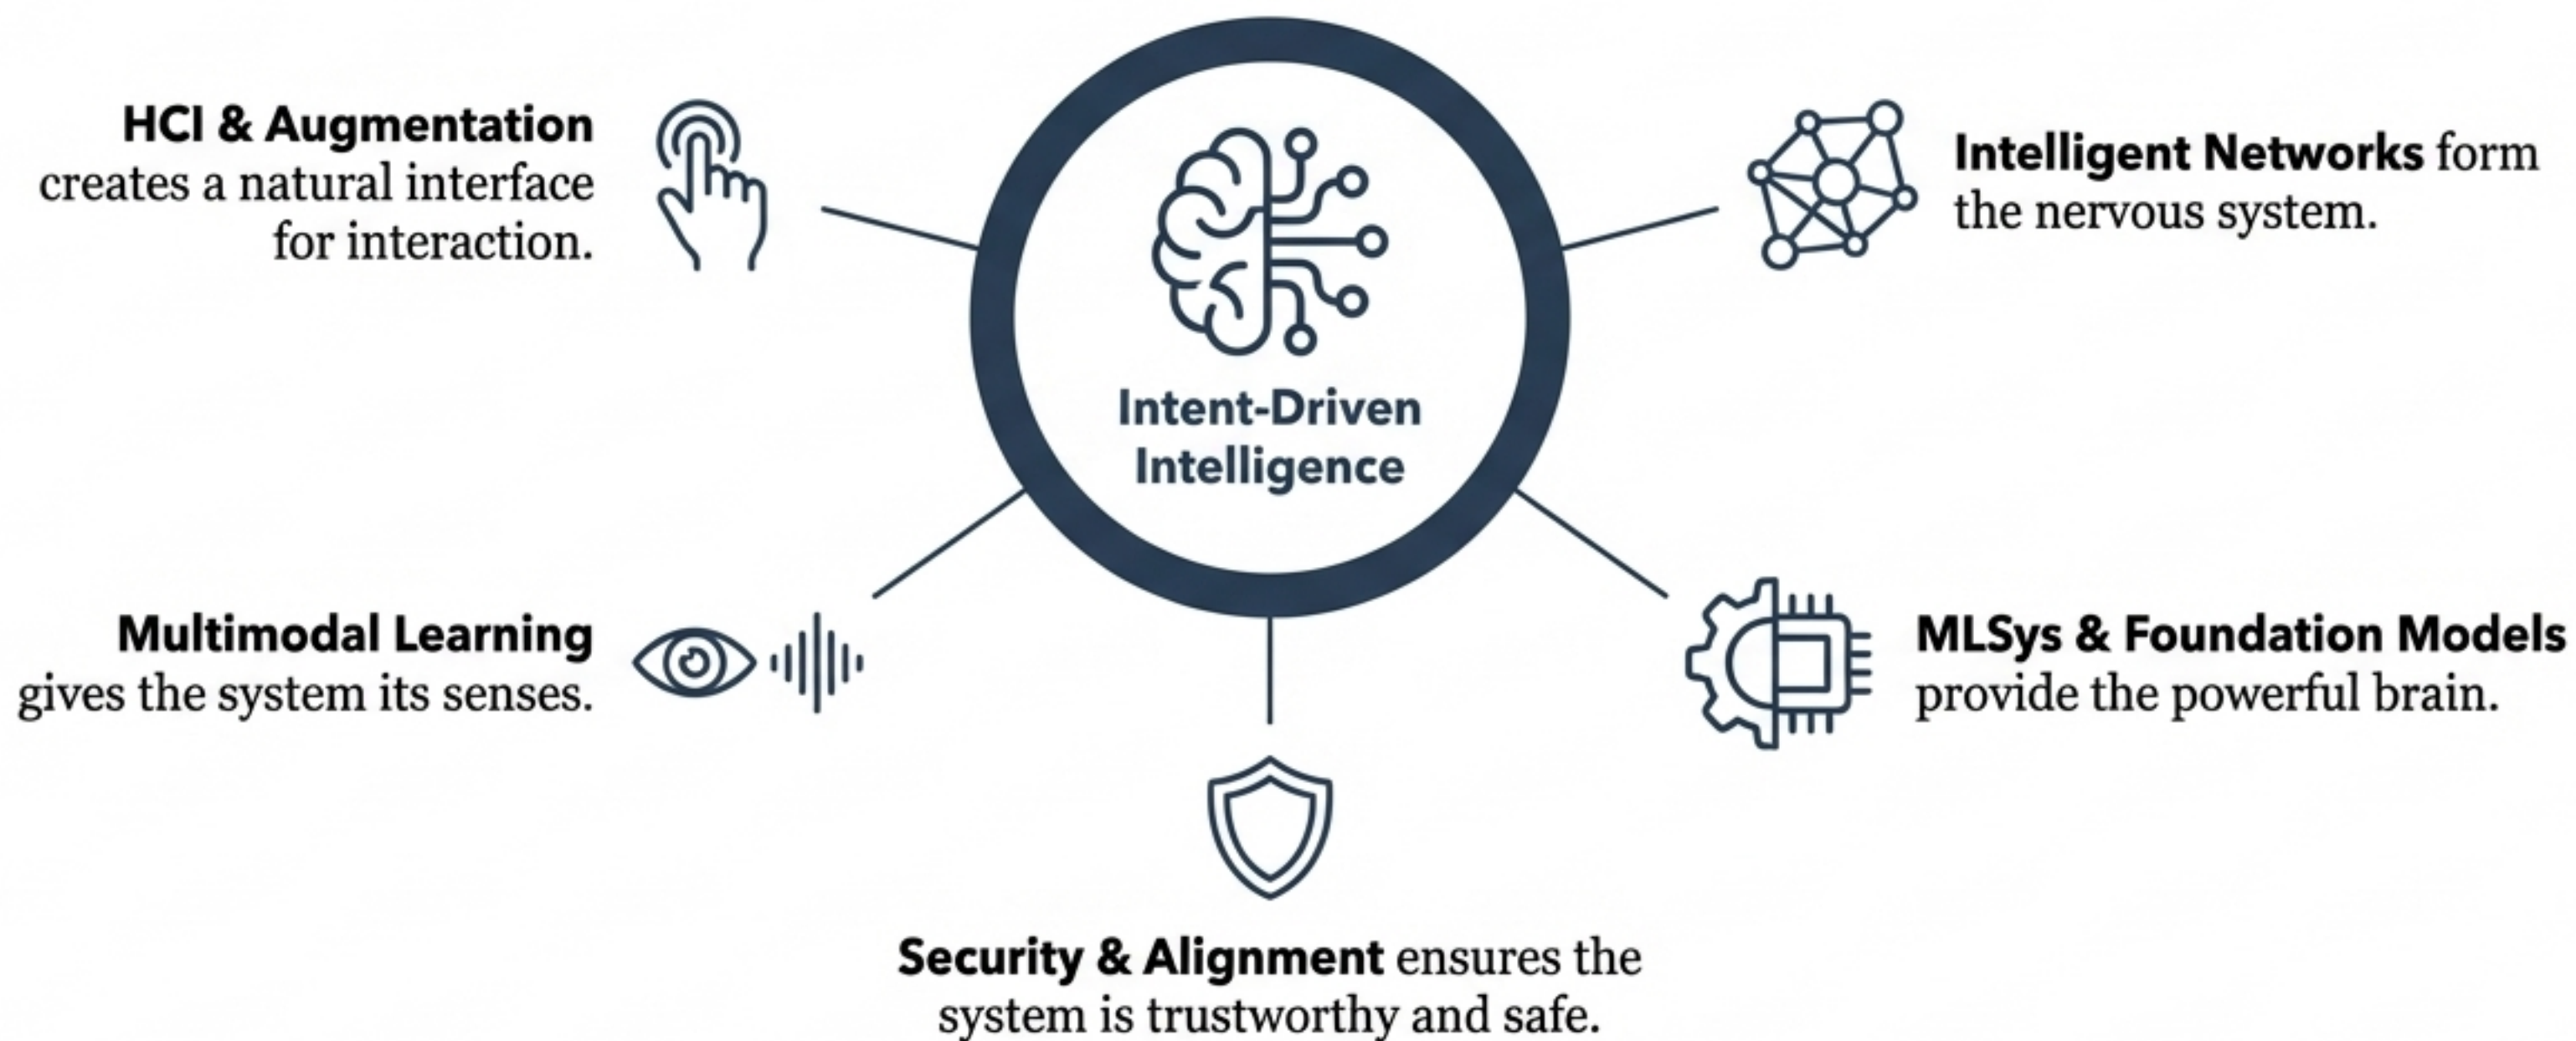 HCI & Augmentation
creates a natural interface
for interaction.
Intelligent Networks form
the nervous system.
Intent-Driven
Intelligence
Multimodal Learning
gives the system its senses.
MLSys & Foundation Models
provide the powerful brain.
Security & Alignment ensures the
system is trustworthy and safe.